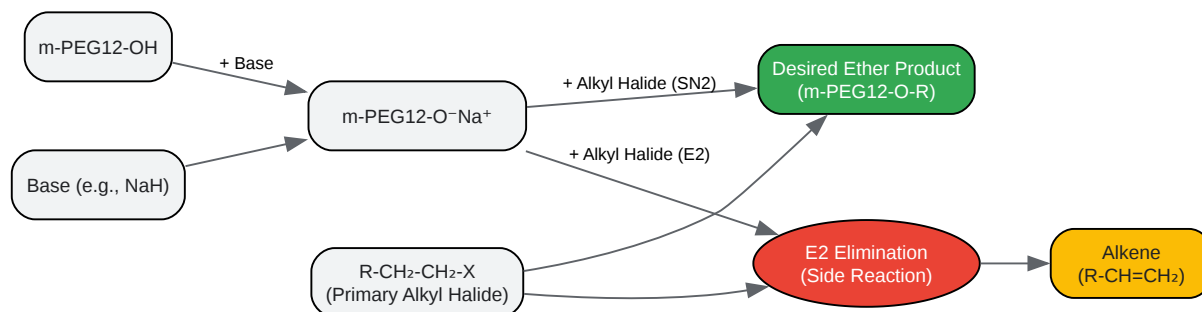 m-PEG12-OH
+ Base
Base (e.g., NaH)
m-PEG12-O⁻Na⁺
+ Alkyl Halide (SN2)
+ Alkyl Halide (E2)
R-CH₂-CH₂-X
(Primary Alkyl Halide)
Desired Ether Product
(m-PEG12-O-R)
E2 Elimination
(Side Reaction)
Alkene
(R-CH=CH₂)